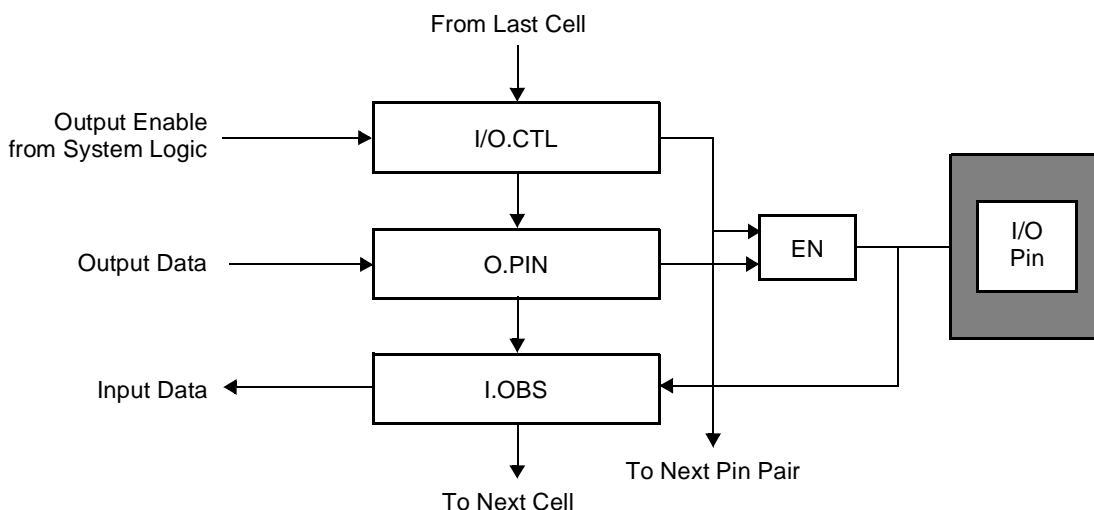 From Last Cell
Output Enable
from System Logic
I/O.CTL
I/O
Pin
EN
Output Data
O.PIN
Input Data
I.OBS
To Next Pin Pair
To Next Cell